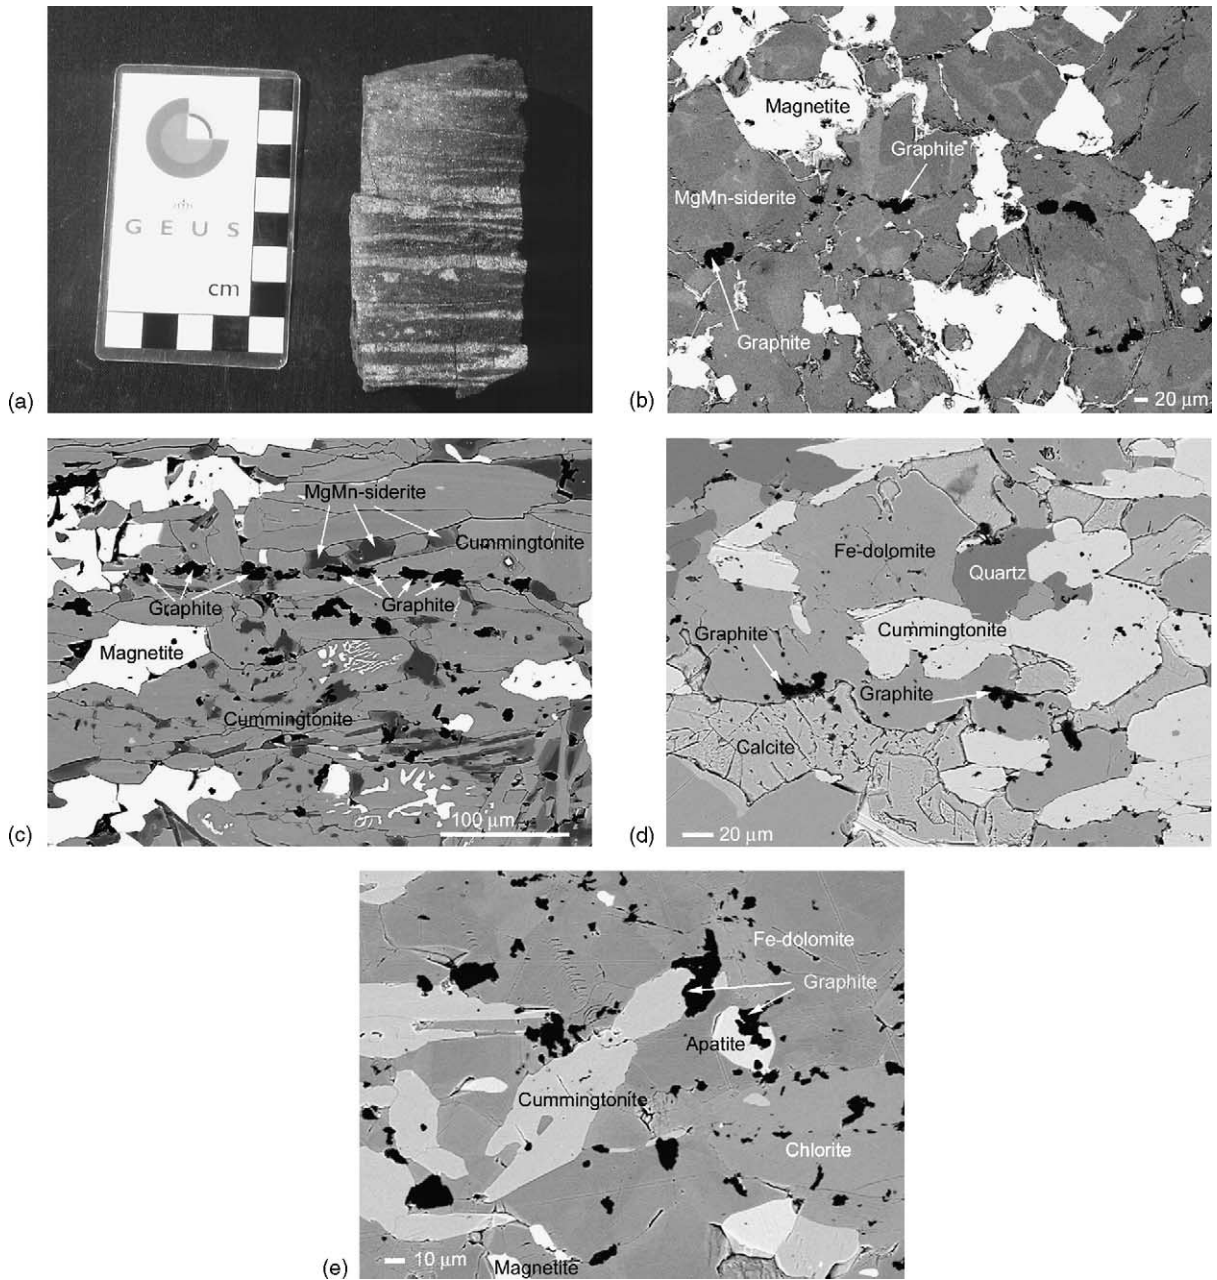 (a)
G E U S
cm
(b)
Magnetite
Graphite
MgMn-siderite
Graphite
20 μm
(c)
MgMn-siderite
Cummingtonite
Graphite
Graphite
Magnetite
Cummingtonite
100 μm
(d)
Fe-dolomite
Quartz
Graphite
Cummingtonite
Graphite
Calcite
20 μm
(e)
Fe-dolomite
Graphite
Apatite
Cummingtonite
Chlorite
10 μm
Magnetite